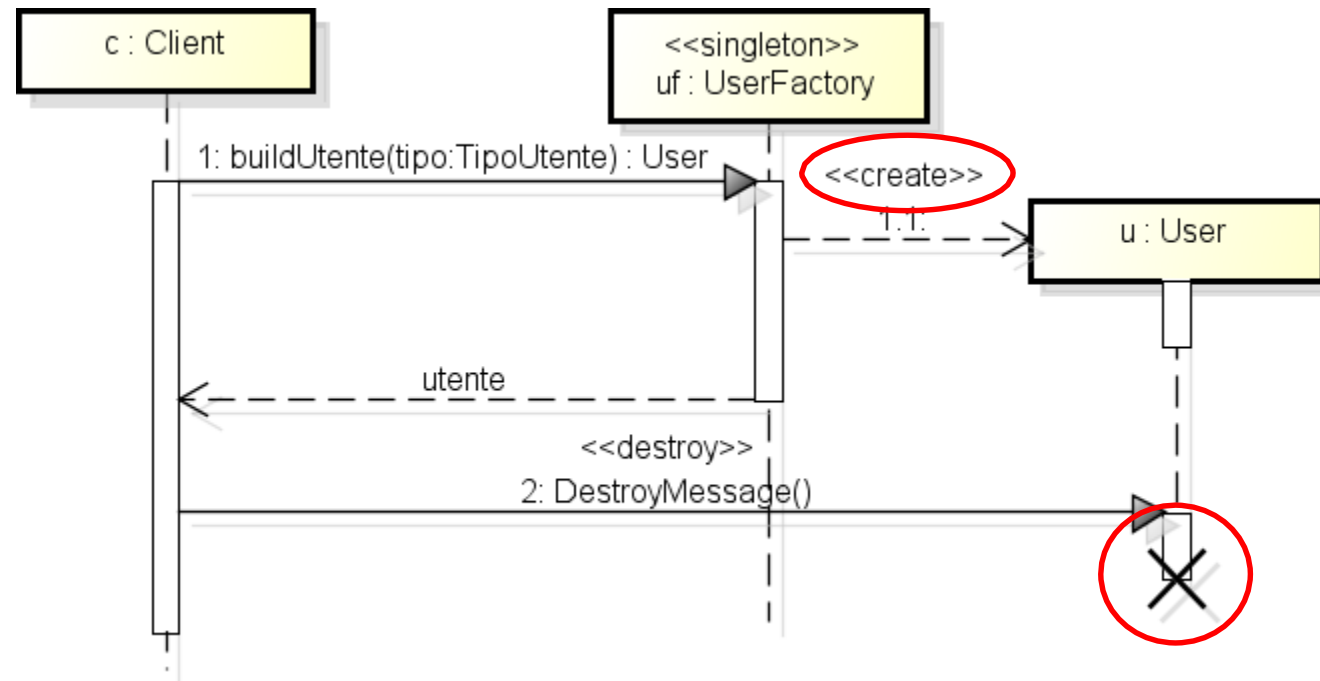 c : Client
<<singleton>>
uf : UserFactory
1: buildUtente(tipo:TipoUtente) : User
<<create>>
1.1:
u : User
utente
<<destroy>>
2: DestroyMessage()